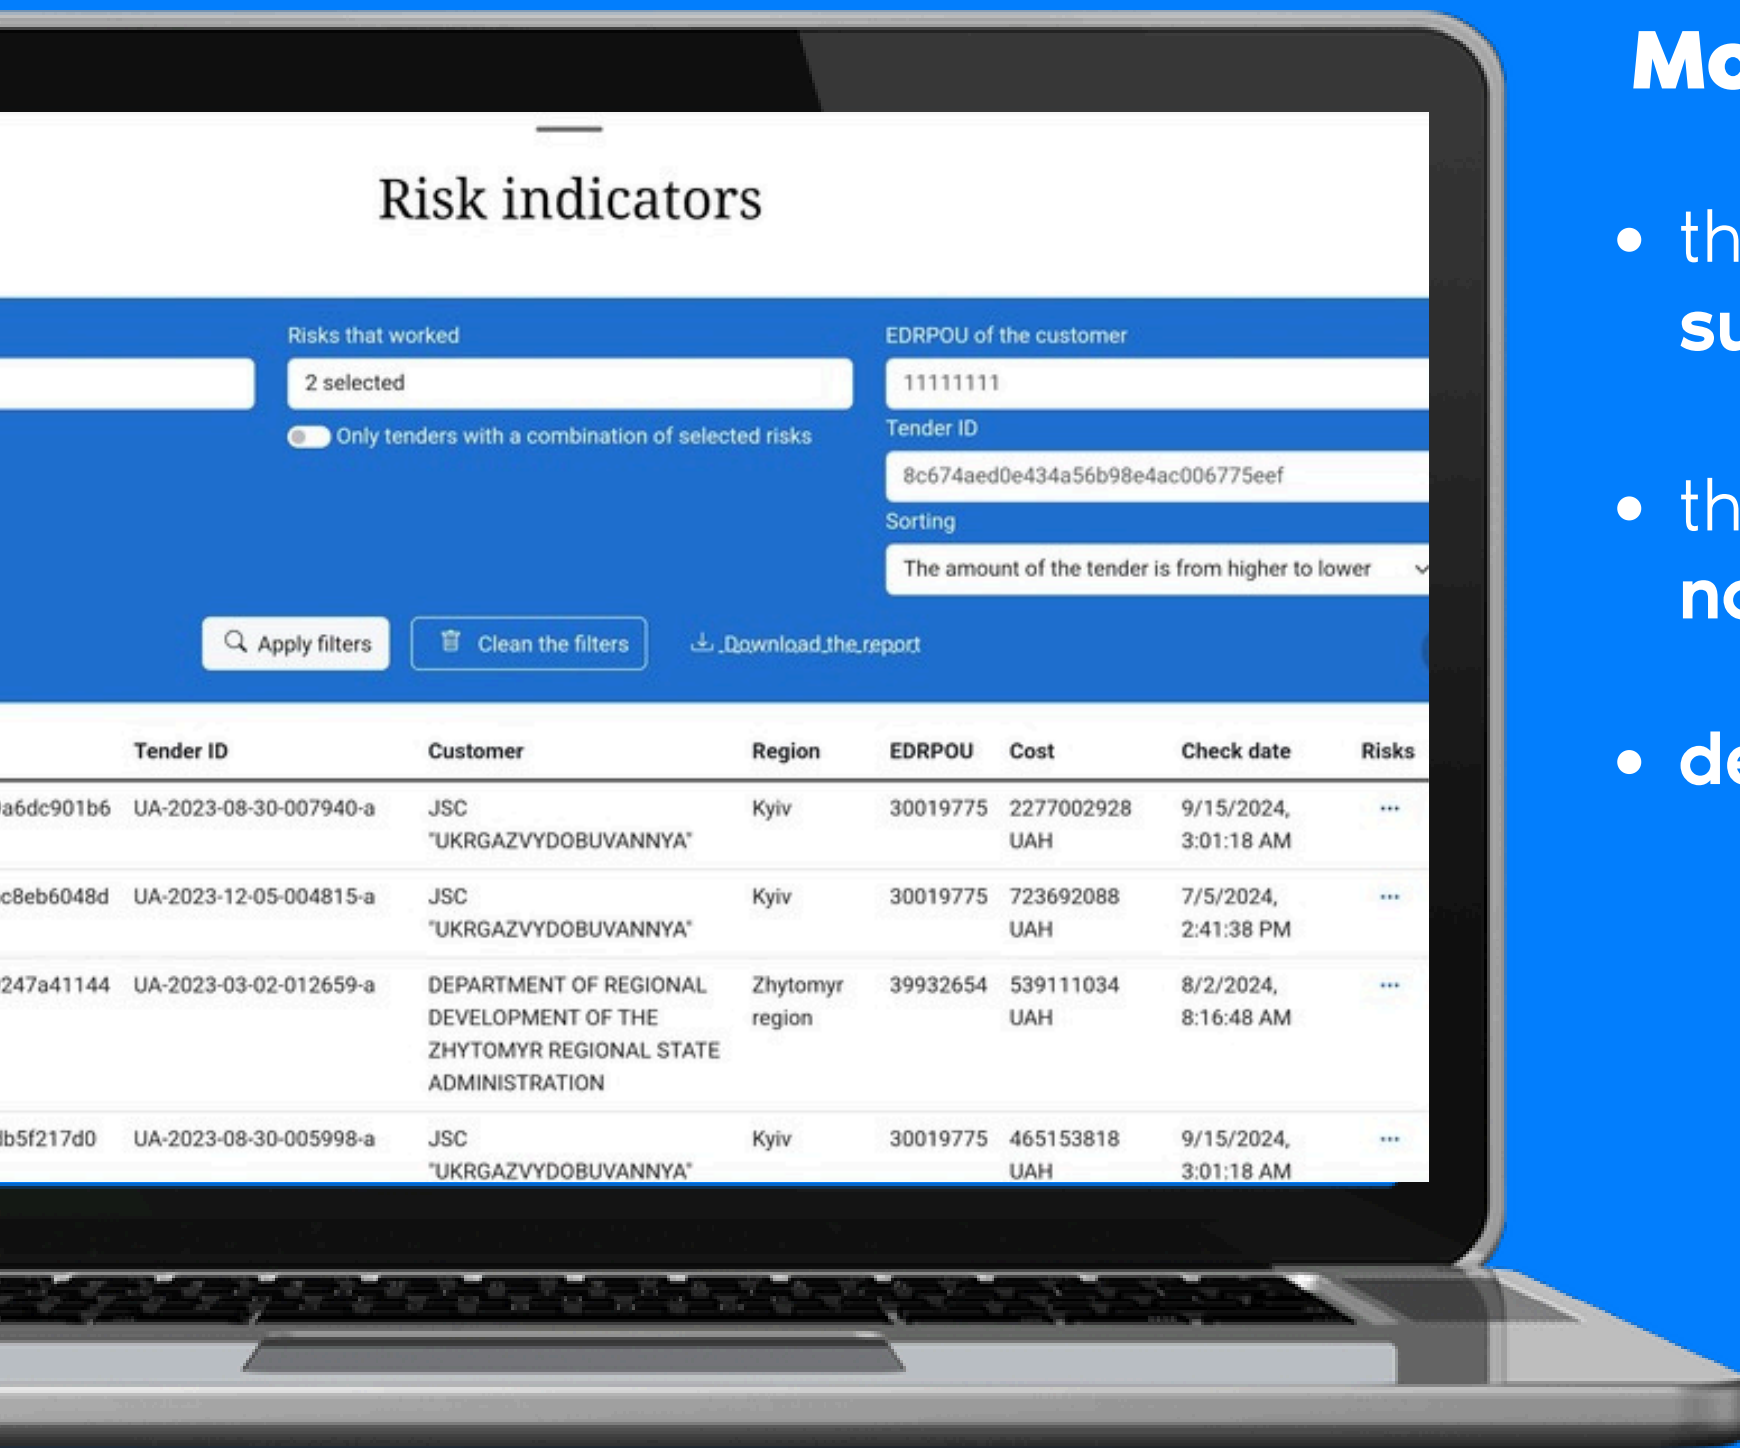 Risk indicators
Risks that worked
2 selected
Only tenders with a combination of selected risks
EDRPOU of the customer
11111111
Tender ID
8c674aed0e434a56b98e4ac006775eef
Sorting
The amount of the tender is from higher to lower
Apply filters
Clean the filters
Download the report
Tender ID Customer Region EDRPOU Cost Check date Risks
a6dc901b6 UA-2023-08-30-007940-a JSC Kyiv 30019775 2277002928 9/15/2024, ...
"UKRGAZVYDOBUVANNYA" UAH 3:01:18 AM
c8eb6048d UA-2023-12-05-004815-a JSC Kyiv 30019775 723692088 7/5/2024, ...
"UKRGAZVYDOBUVANNYA" UAH 2:41:38 PM
247a41144 UA-2023-03-02-012659-a DEPARTMENT OF REGIONAL Zhytomyr 39932654 539111034 8/2/2024, ...
DEVELOPMENT OF THE region UAH 8:16:48 AM
ZHYTOMYR REGIONAL STATE
ADMINISTRATION
b5f217d0 UA-2023-08-30-005998-a JSC Kyiv 30019775 465153818 9/15/2024, ...
"UKRGAZVYDOBUVANNYA" UAH 3:01:18 AM